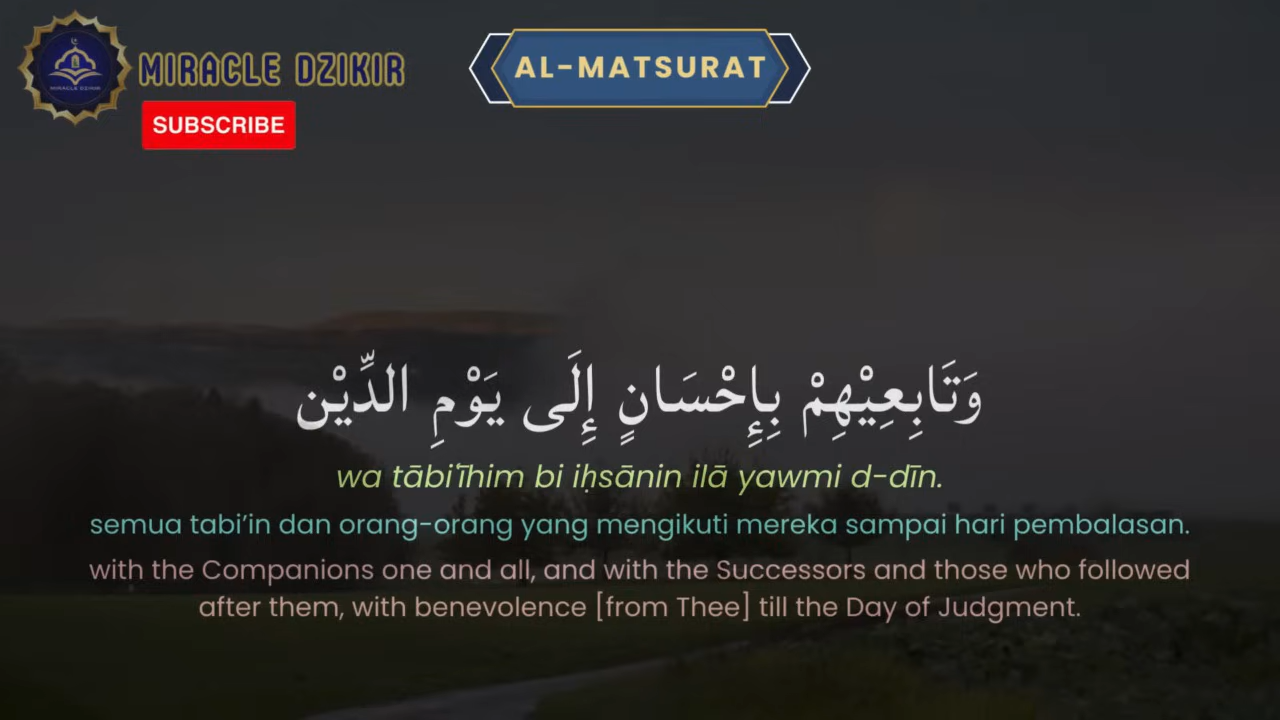 MIRACLE DZIKIR
AL-MATSURAT
SUBSCRIBE
وَتَابِعِيْهِمْ بِإِحْسَانٍ إِلَى يَوْمِ الدِّيْن
wa tābi'īhim bi iḥsānin ilā yawmi d-dīn.
semua tabi’in dan orang-orang yang mengikuti mereka sampai hari pembalasan.
with the Companions one and all, and with the Successors and those who followed
after them, with benevolence [from Thee] till the Day of Judgment.